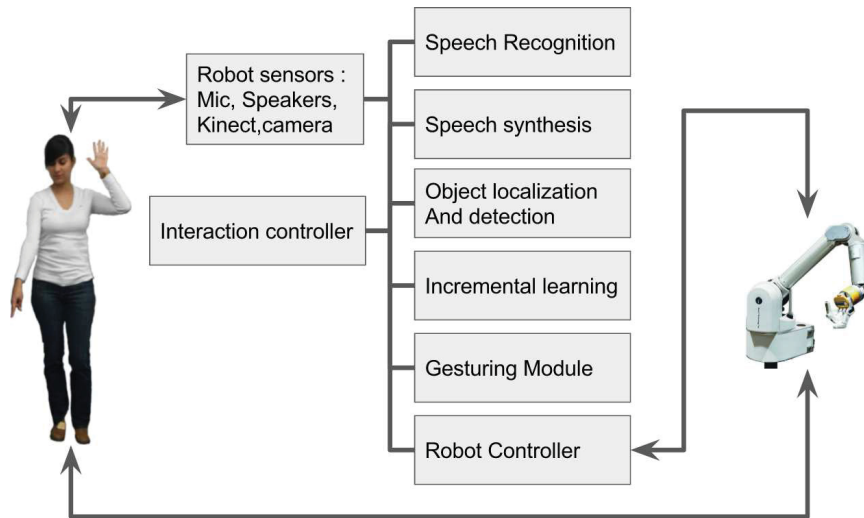 Robot sensors :
Mic, Speakers,
Kinect,camera
Interaction controller
Speech Recognition
Speech synthesis
Object localization
And detection
Incremental learning
Gesturing Module
Robot Controller